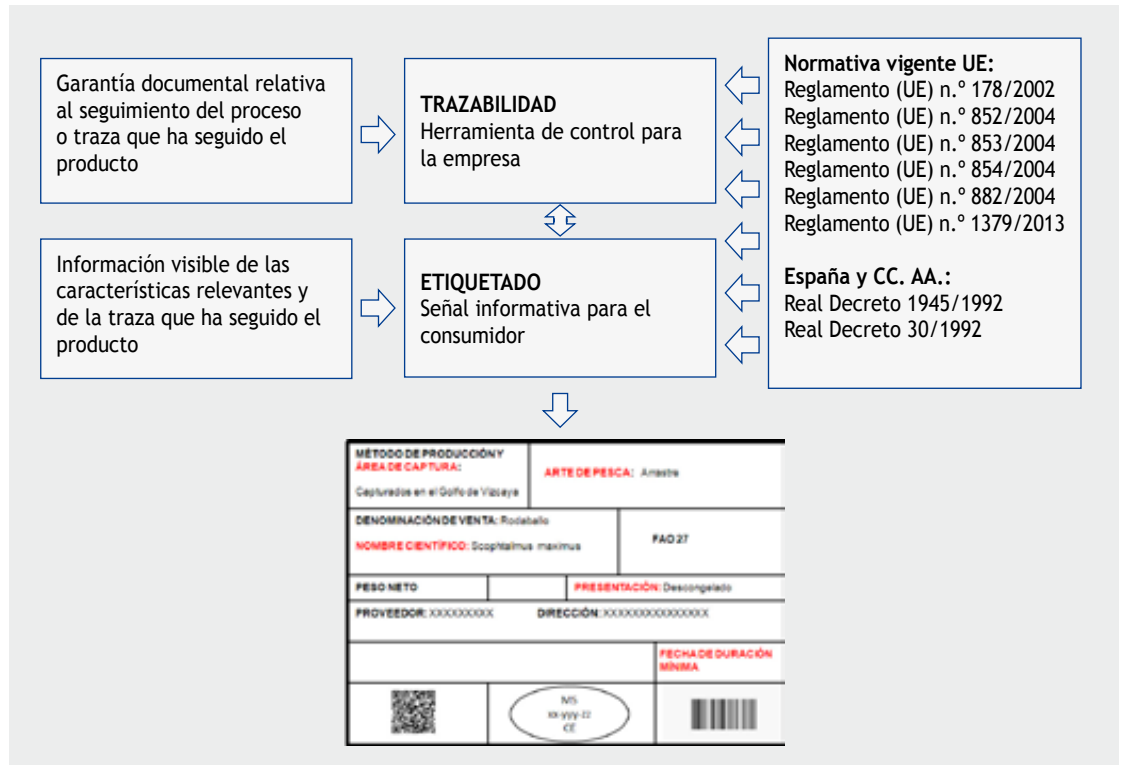 Garantía documental relativa
al seguimiento del proceso
o traza que ha seguido el
producto
TRAZABILIDAD
Herramienta de control para
la empresa
Normativa vigente UE:
Reglamento (UE) n.º 178/2002
Reglamento (UE) n.º 852/2004
Reglamento (UE) n.º 853/2004
Reglamento (UE) n.º 854/2004
Reglamento (UE) n.º 882/2004
Reglamento (UE) n.º 1379/2013
España y CC. AA.:
Real Decreto 1945/1992
Real Decreto 30/1992
Información visible de las
características relevantes y
de la traza que ha seguido el
producto
ETIQUETADO
Señal informativa para el
consumidor
MÉTODO DE PRODUCCIÓN Y
ÁREA DE CAPTURA:
Capturados en el Golfo de Vizcaya
ARTE DE PESCA: Arrastre
DENOMINACIÓN DE VENTA: Rodaballo
NOMBRE CIENTÍFICO: Scophtalmus maximus
FAO 27
PESO NETO
PRESENTACIÓN: Descongelado
PROVEEDOR: XXXXXXXXX
DIRECCIÓN: XXXXXXXXXXXXXXX
FECHA DE DURACIÓN
MÍNIMA
CE